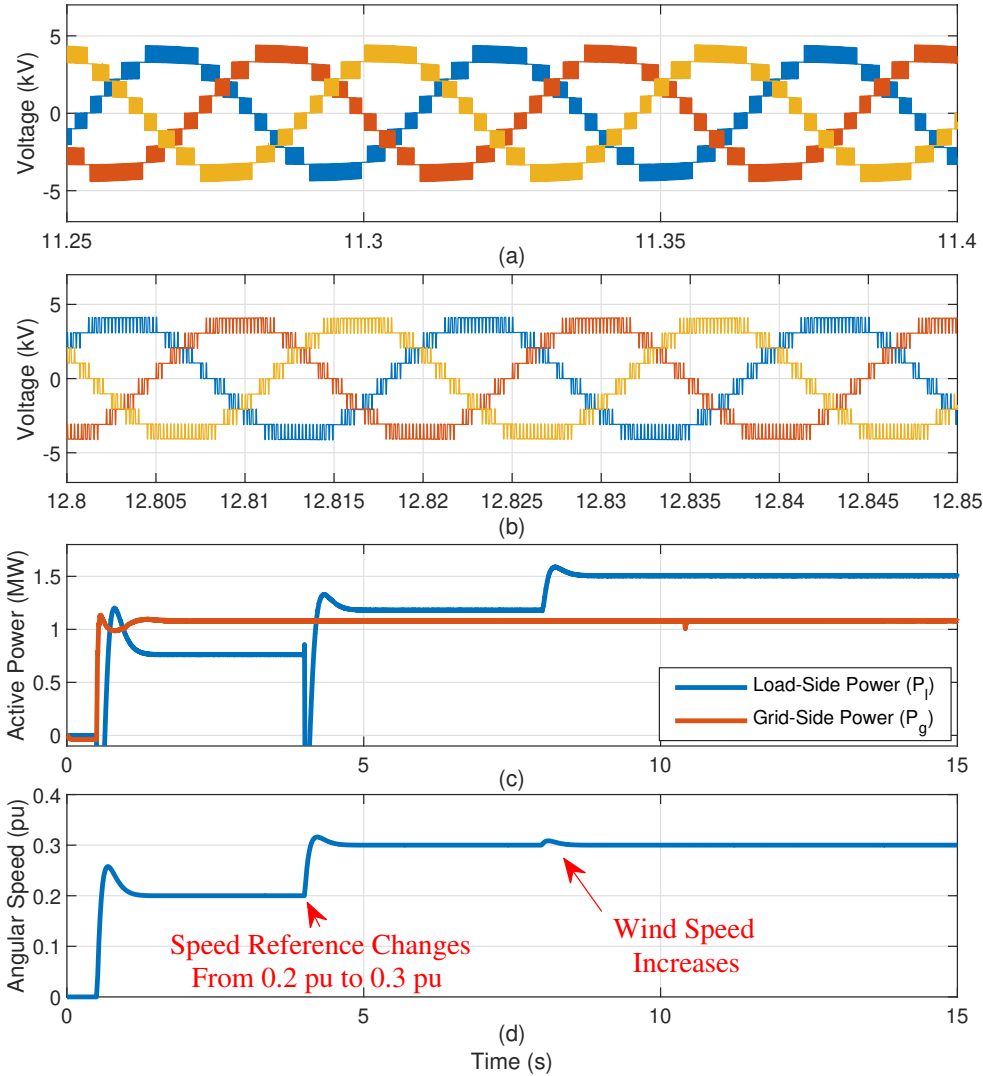 5
0
-5
Voltage (kV)
11.25
11.3
11.35
11.4
(a)
5
0
-5
Voltage (kV)
12.8
12.805
12.81
12.815
12.82
12.825
12.83
12.835
12.84
12.845
12.85
(b)
1.5
1
0.5
0
Active Power (MW)
Load-Side Power (P_l)
Grid-Side Power (P_g)
0
5
10
15
(c)
0.4
0.3
0.2
0.1
0
Angular Speed (pu)
Speed Reference Changes
From 0.2 pu to 0.3 pu
Wind Speed
Increases
0
5
10
15
(d)
Time (s)